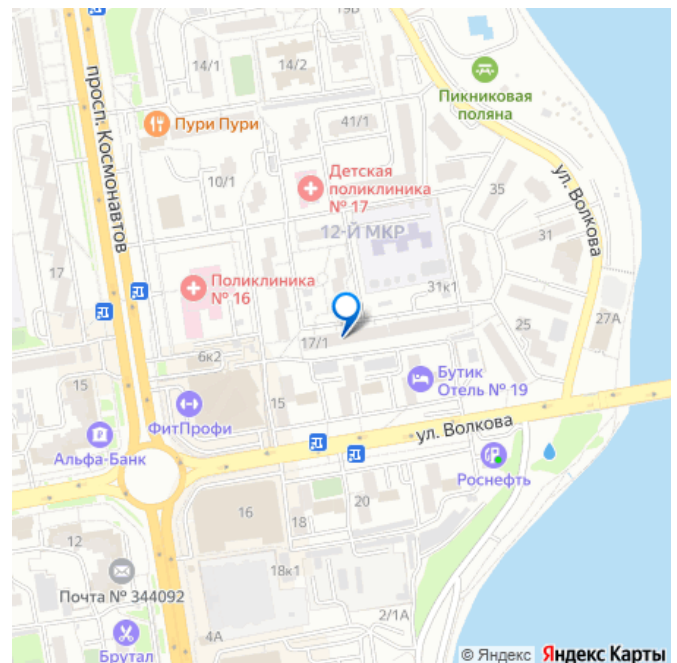 19В
14/1
14/2
Пикниковая
поляна
Пури Пури
41/1
просп. Космонавтов
Детская
поликлиника
№ 17
10/1
35
ул. Волкова
12-Й МКР
31
17
Поликлиника
№ 16
31к1
27А
25
17/1
6к2
15
Бутик
Отель № 19
15
ФитПрофи
ул. Волкова
Альфа-Банк
Роснефть
16
18
20
12
18к1
Почта № 344092
2/1А
4А
Брутал
© Яндекс Яндекс Карты